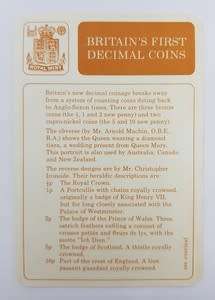 ROYAL MINT
BRITAIN'S FIRST
DECIMAL COINS
Britain's new decimal coinage breaks away
from a system of counting coins dating back
to Anglo-Saxon times. There are three bronze
coins (the ½, 1 and 2 new penny) and two
cupro-nickel coins (the 5 and 10 new penny).
The obverse (by Mr. Arnold Machin, O.B.E.,
R.A.) shows the Queen wearing a diamond
tiara, a wedding present from Queen Mary.
This portrait is also used by Australia, Canada
and New Zealand.
The reverse designs are by Mr. Christopher
Ironside. Their heraldic descriptions are:
½p The Royal Crown.
1p A Portcullis with chains royally crowned,
originally a badge of King Henry VII,
but for long closely associated with the
Palace of Westminster.
2p The badge of the Prince of Wales. Three
ostrich feathers enfiling a coronet of
crosses patée and fleurs de lys, with the
motto "Ich Dien."
5p The badge of Scotland. A thistle royally
crowned.
10p Part of the crest of England. A lion
passant guardant royally crowned.